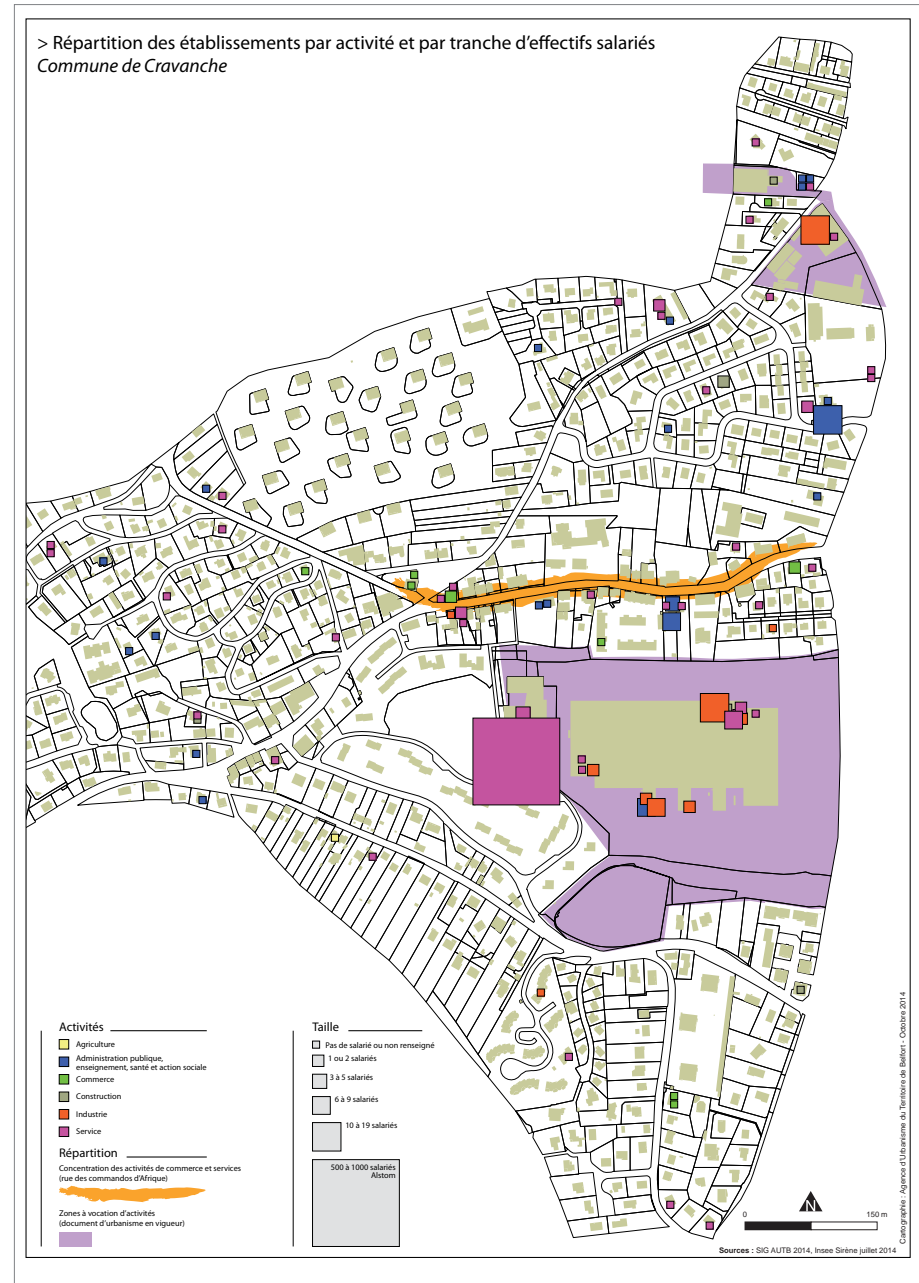 > Répartition des établissements par activité et par tranche d'effectifs salariés
Commune de Cravanche
Activités
Agriculture
Administration publique,
enseignement, santé et action sociale
Commerce
Construction
Industrie
Service
Répartition
Concentration des activités de commerce et services
(rue des commandos d'Afrique)
Zones à vocation d'activités
(document d'urbanisme en vigueur)
Taille
Pas de salarié ou non renseigné
1 ou 2 salariés
3 à 5 salariés
6 à 9 salariés
10 à 19 salariés
500 à 1000 salariés
Alstom
N
0 150 m
Sources : SIG AUTB 2014, Insee Sirène juillet 2014
Cartographie : Agence d'Urbanisme du Territoire de Belfort - Octobre 2014